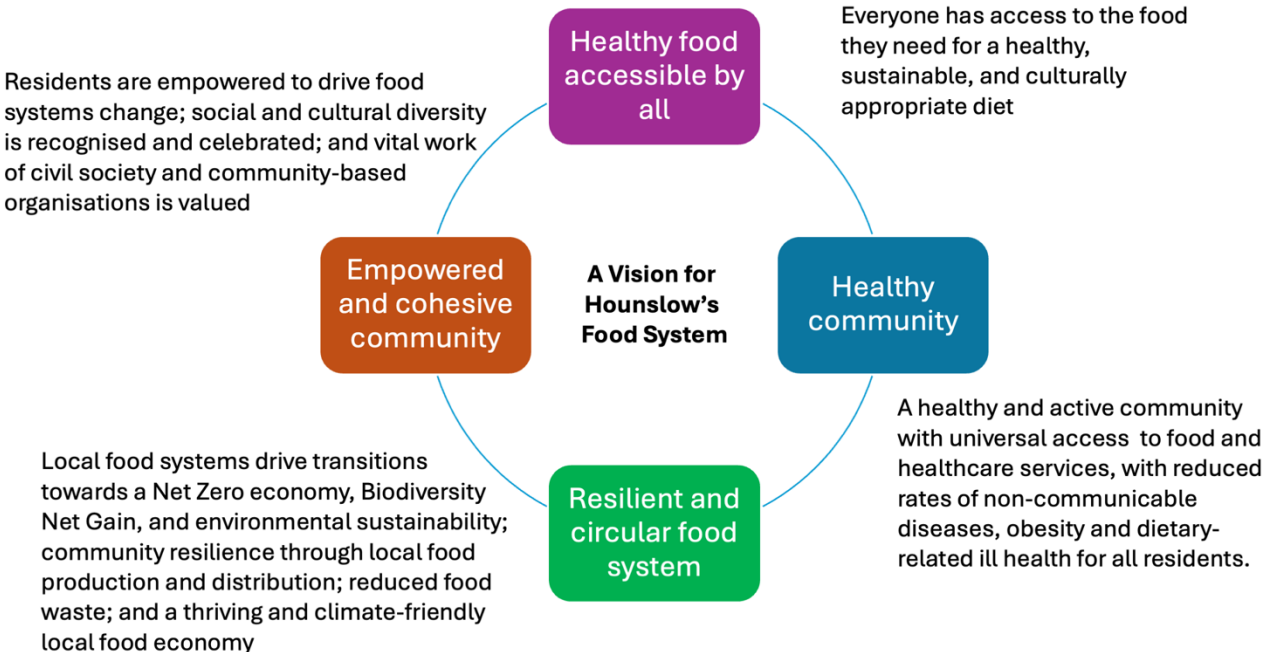 Healthy food
accessible by
all
Everyone has access to the food
they need for a healthy,
sustainable, and culturally
appropriate diet
Residents are empowered to drive food
systems change; social and cultural diversity
is recognised and celebrated; and vital work
of civil society and community-based
organisations is valued
Empowered
and cohesive
community
A Vision for
Hounslow’s
Food System
Healthy
community
A healthy and active community
with universal access to food and
healthcare services, with reduced
rates of non-communicable
diseases, obesity and dietary-
related ill health for all residents.
Local food systems drive transitions
towards a Net Zero economy, Biodiversity
Net Gain, and environmental sustainability;
community resilience through local food
production and distribution; reduced food
waste; and a thriving and climate-friendly
local food economy
Resilient and
circular food
system